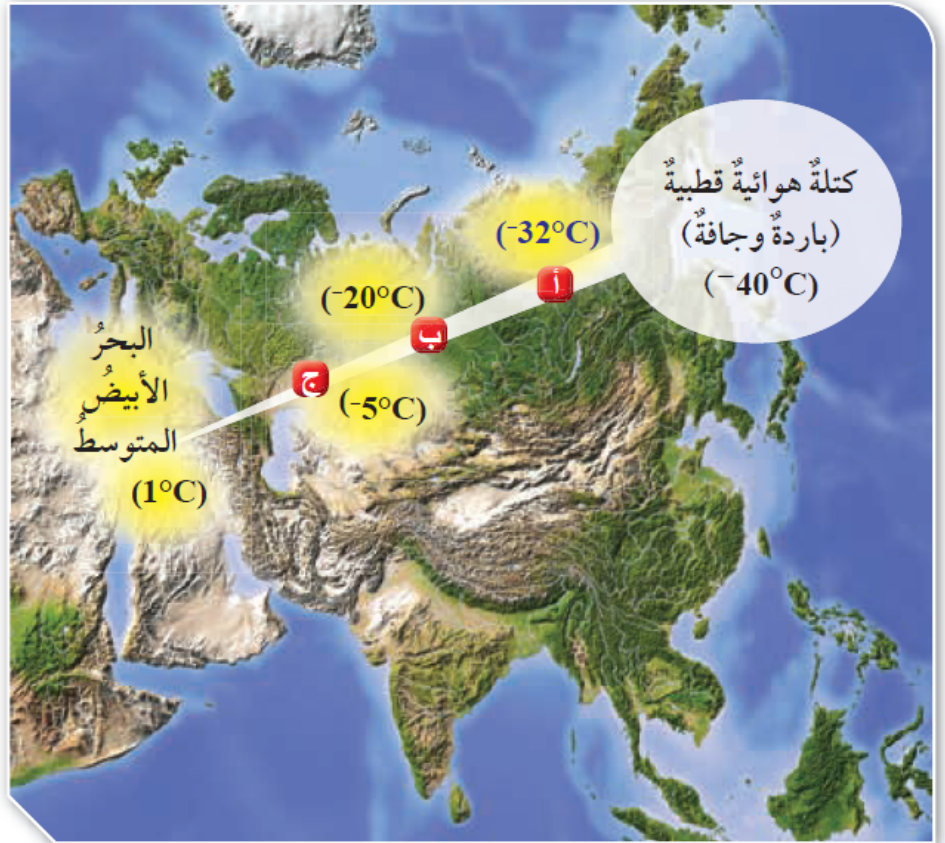 كتلةٌ هوائيةٌ قطبيةٌ
(باردةٌ وجافةٌ)
(⁻40°C)
(⁻32°C)
أ
(⁻20°C)
ب
ج
(⁻5°C)
البحرُ
الأبيضُ
المتوسطُ
(1°C)